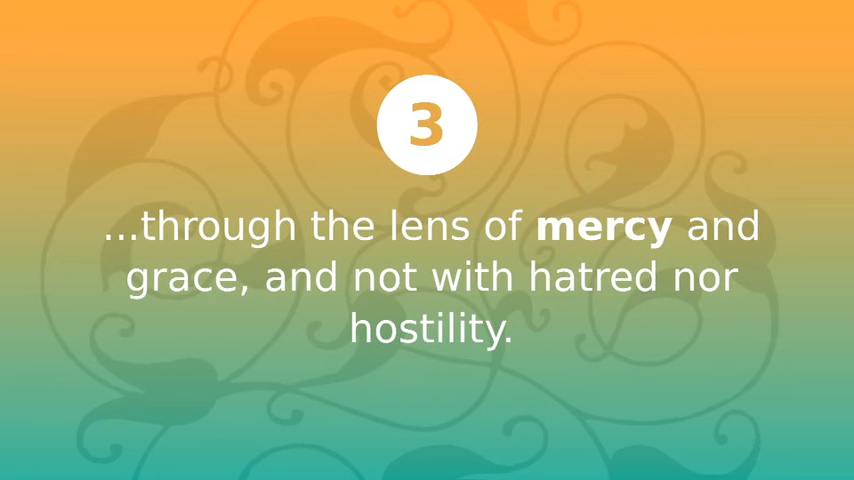 3
...through the lens of mercy and
grace, and not with hatred nor
hostility.